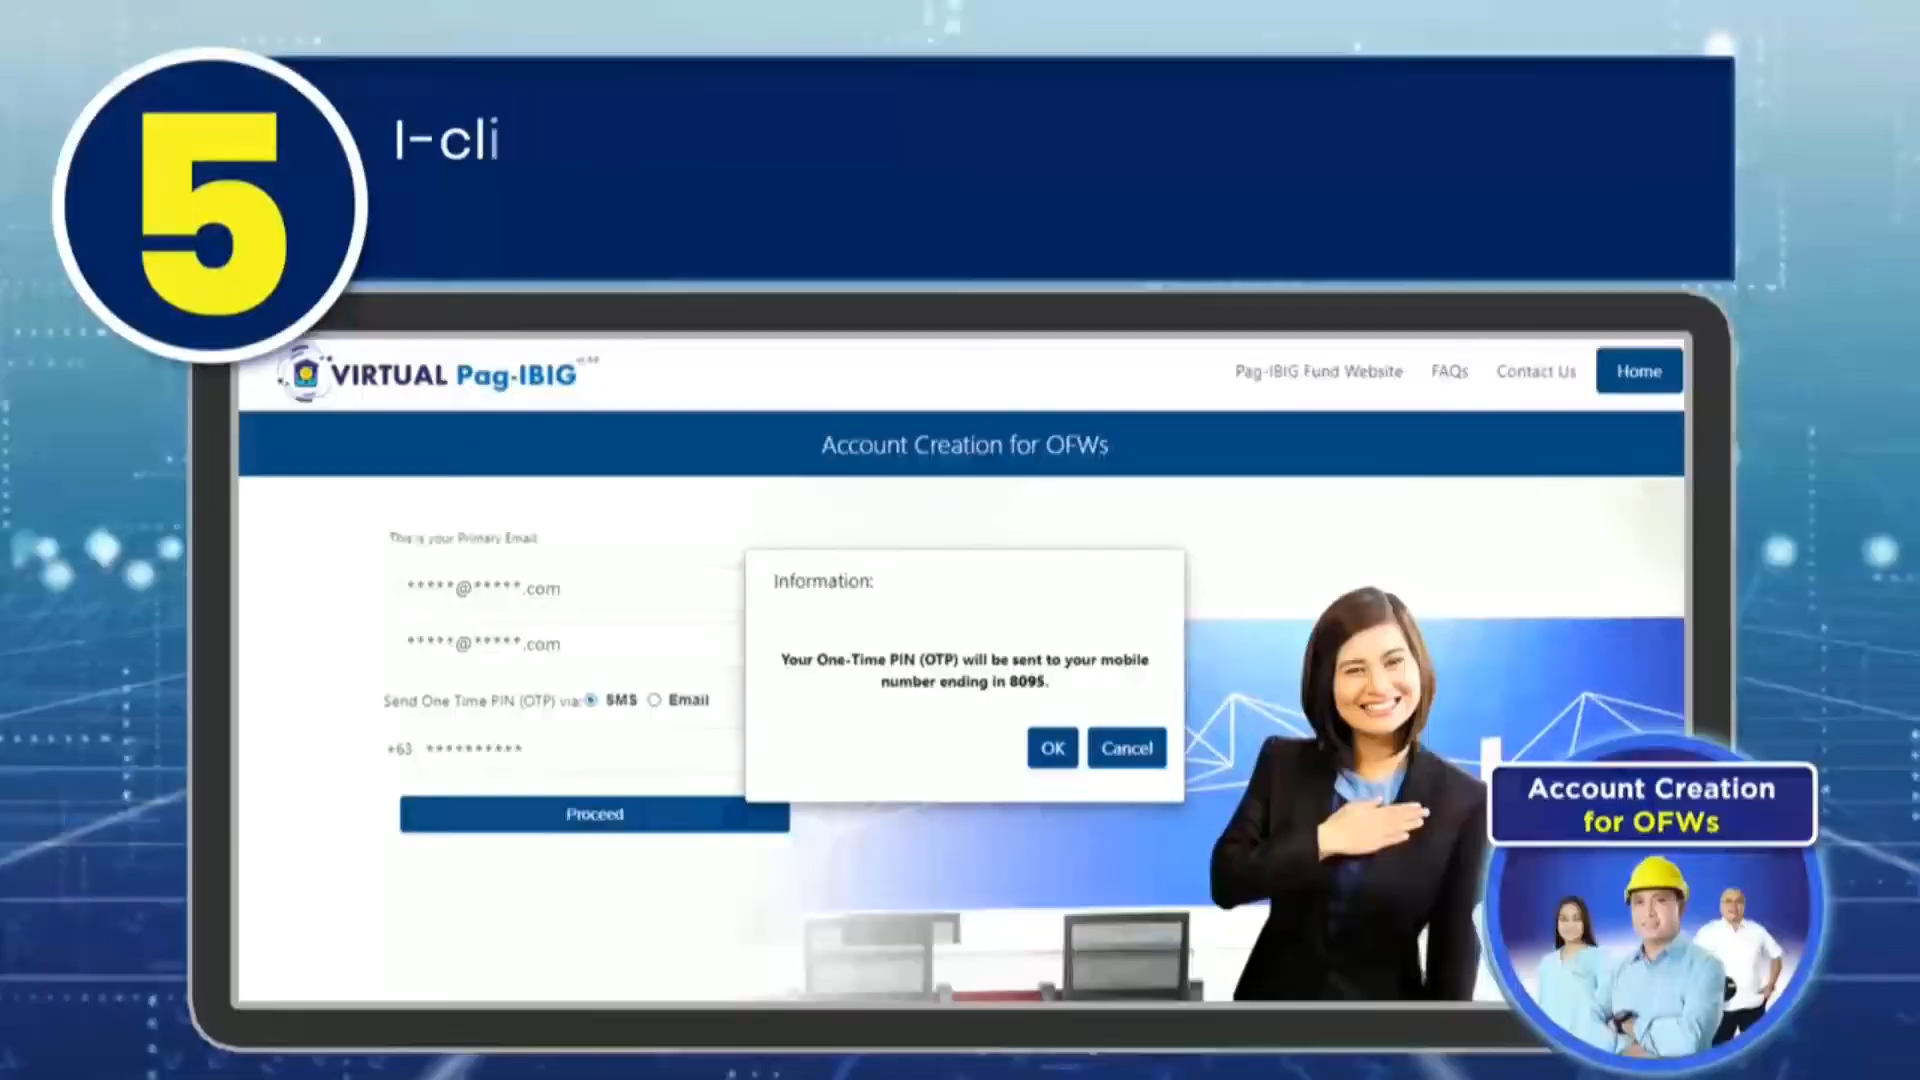 5
I-cli
VIRTUAL Pag-IBIG
Pag-IBIG Fund Website
FAQs
Contact Us
Home
Account Creation for OFWs
This is your Primary Email:
*****@*****.com
*****@*****.com
Send One Time PIN (OTP) via: SMS Email
+63 **********
Proceed
Information:
Your One-Time PIN (OTP) will be sent to your mobile
number ending in 8095.
OK
Cancel
Account Creation
for OFWs